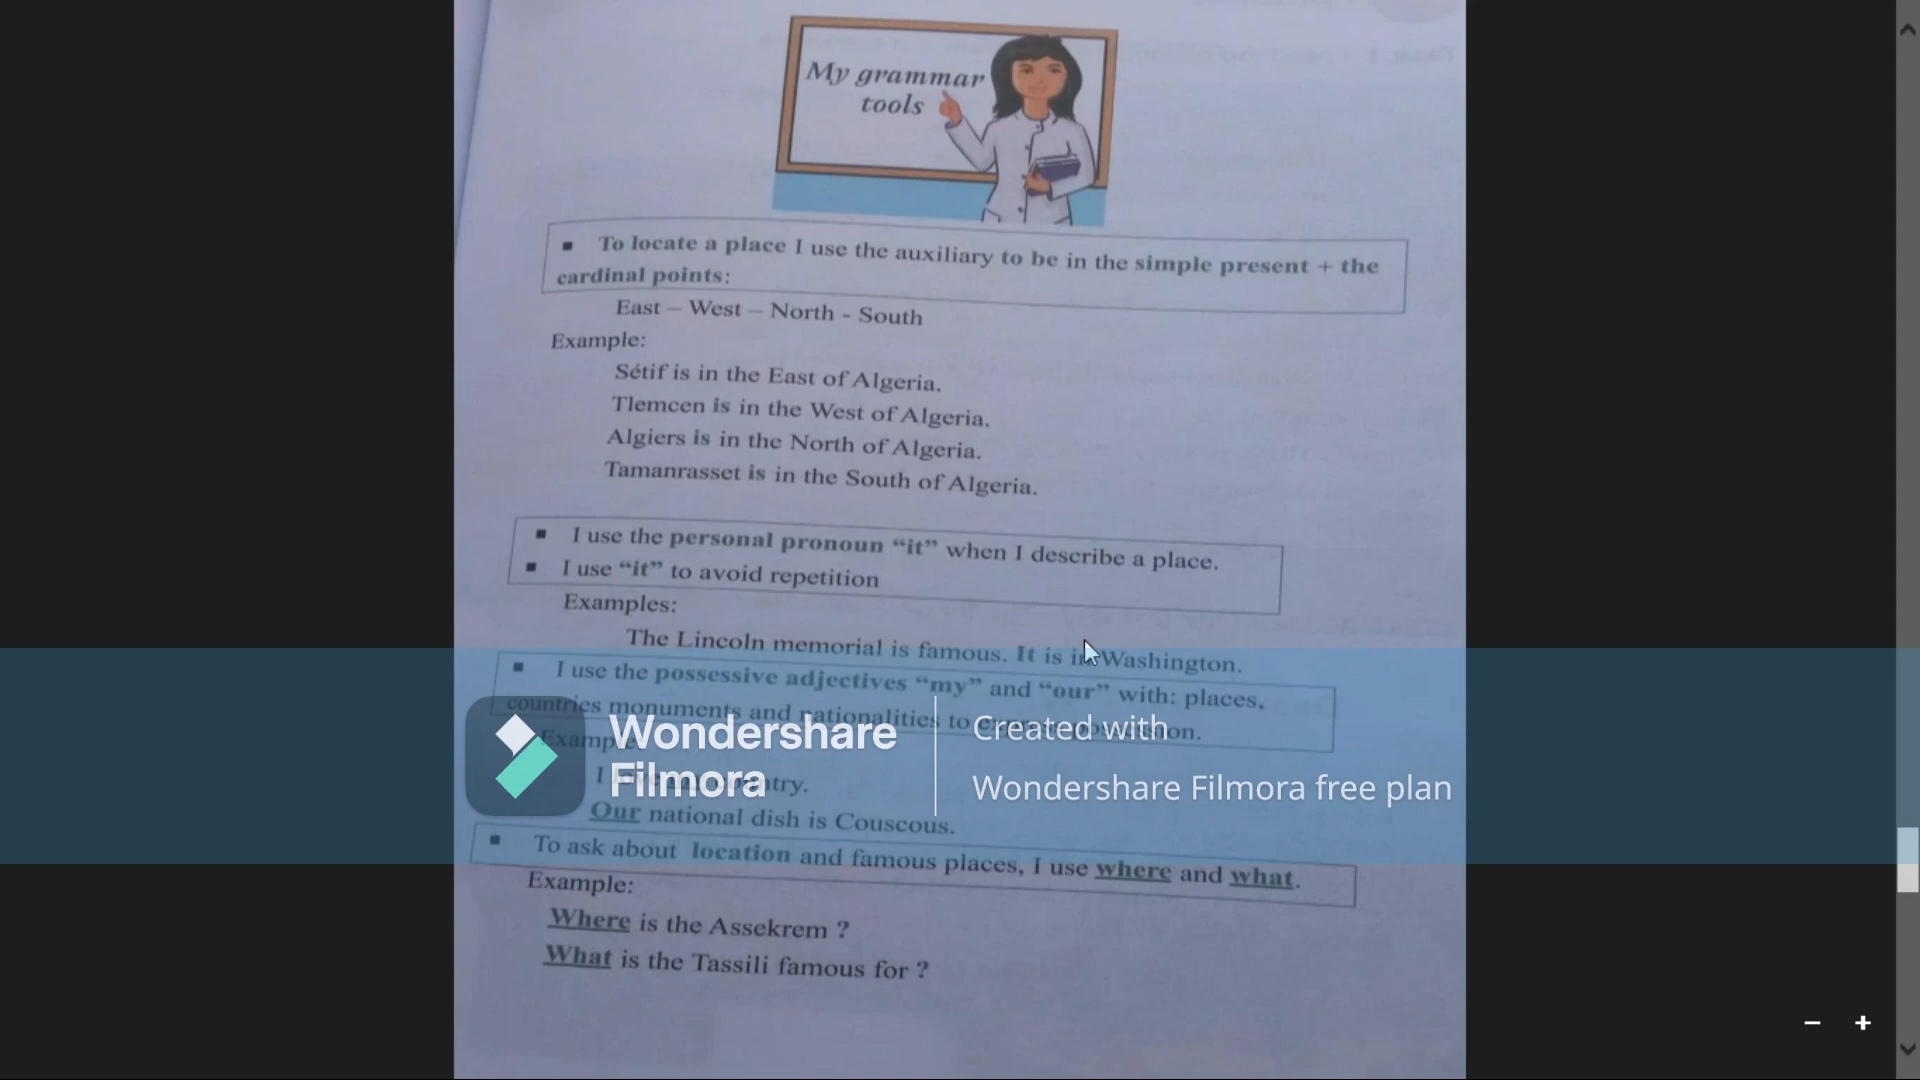 My grammar
tools
▪ To locate a place I use the auxiliary to be in the simple present + the
cardinal points:
East – West – North - South
Example:
Sétif is in the East of Algeria.
Tlemcen is in the West of Algeria.
Algiers is in the North of Algeria.
Tamanrasset is in the South of Algeria.
▪ I use the personal pronoun “it” when I describe a place.
▪ I use “it” to avoid repetition
Examples:
The Lincoln memorial is famous. It is in Washington.
▪ I use the possessive adjectives “my” and “our” with: places,
countries monuments and nationalities to
Wondershare
Filmora
Created with
Wondershare Filmora free plan
Our national dish is Couscous.
▪ To ask about location and famous places, I use where and what.
Example:
Where is the Assekrem ?
What is the Tassili famous for ?